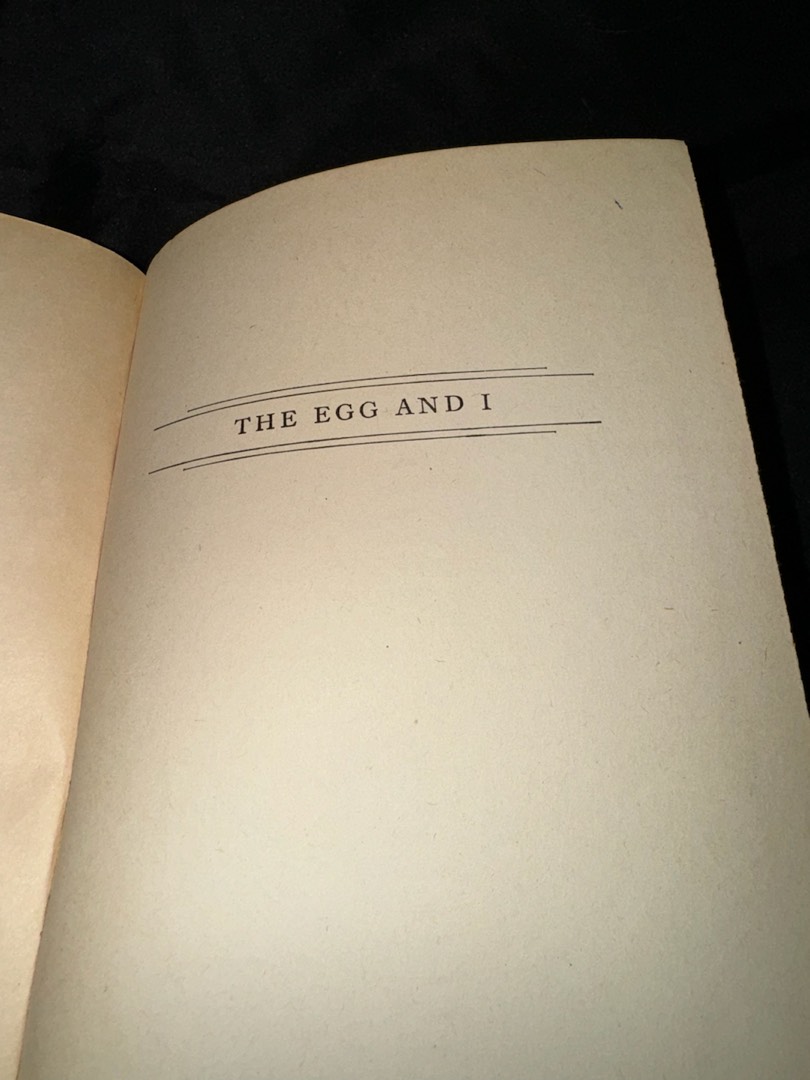 THE EGG AND I